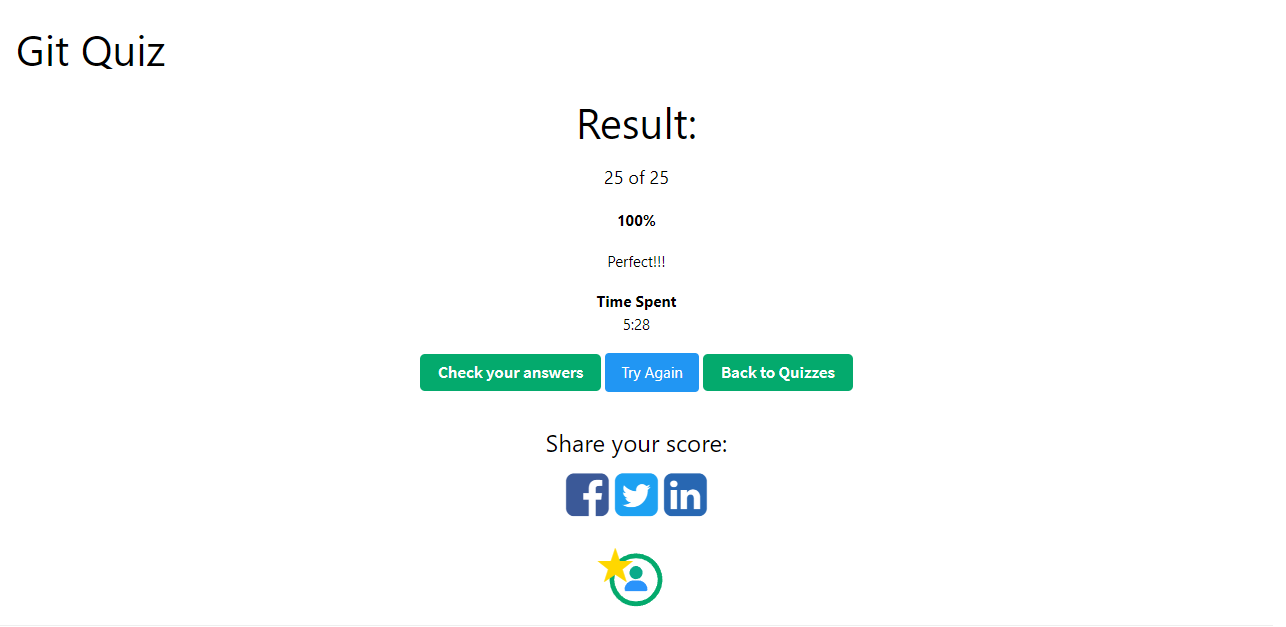 Git Quiz
Result:
25 of 25
100%
Perfect!!!
Time Spent
5:28
Check your answers Try Again Back to Quizzes
Share your score:
f in